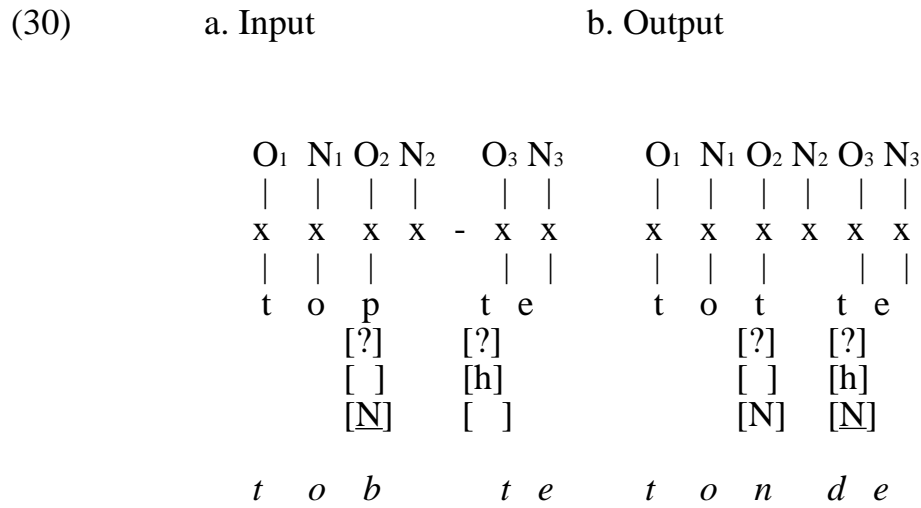 (30) a. Input b. Output
O₁ N₁ O₂ N₂ O₃ N₃ O₁ N₁ O₂ N₂ O₃ N₃
| | | | | | | | | | | |
x x x x - x x x x x x x x
| | | | | | | | | |
t o p t e t o t t e
[?] [?] [?] [?]
[ ] [h] [ ] [h]
[N] [ ] [N] [N]
t o b t e t o n d e